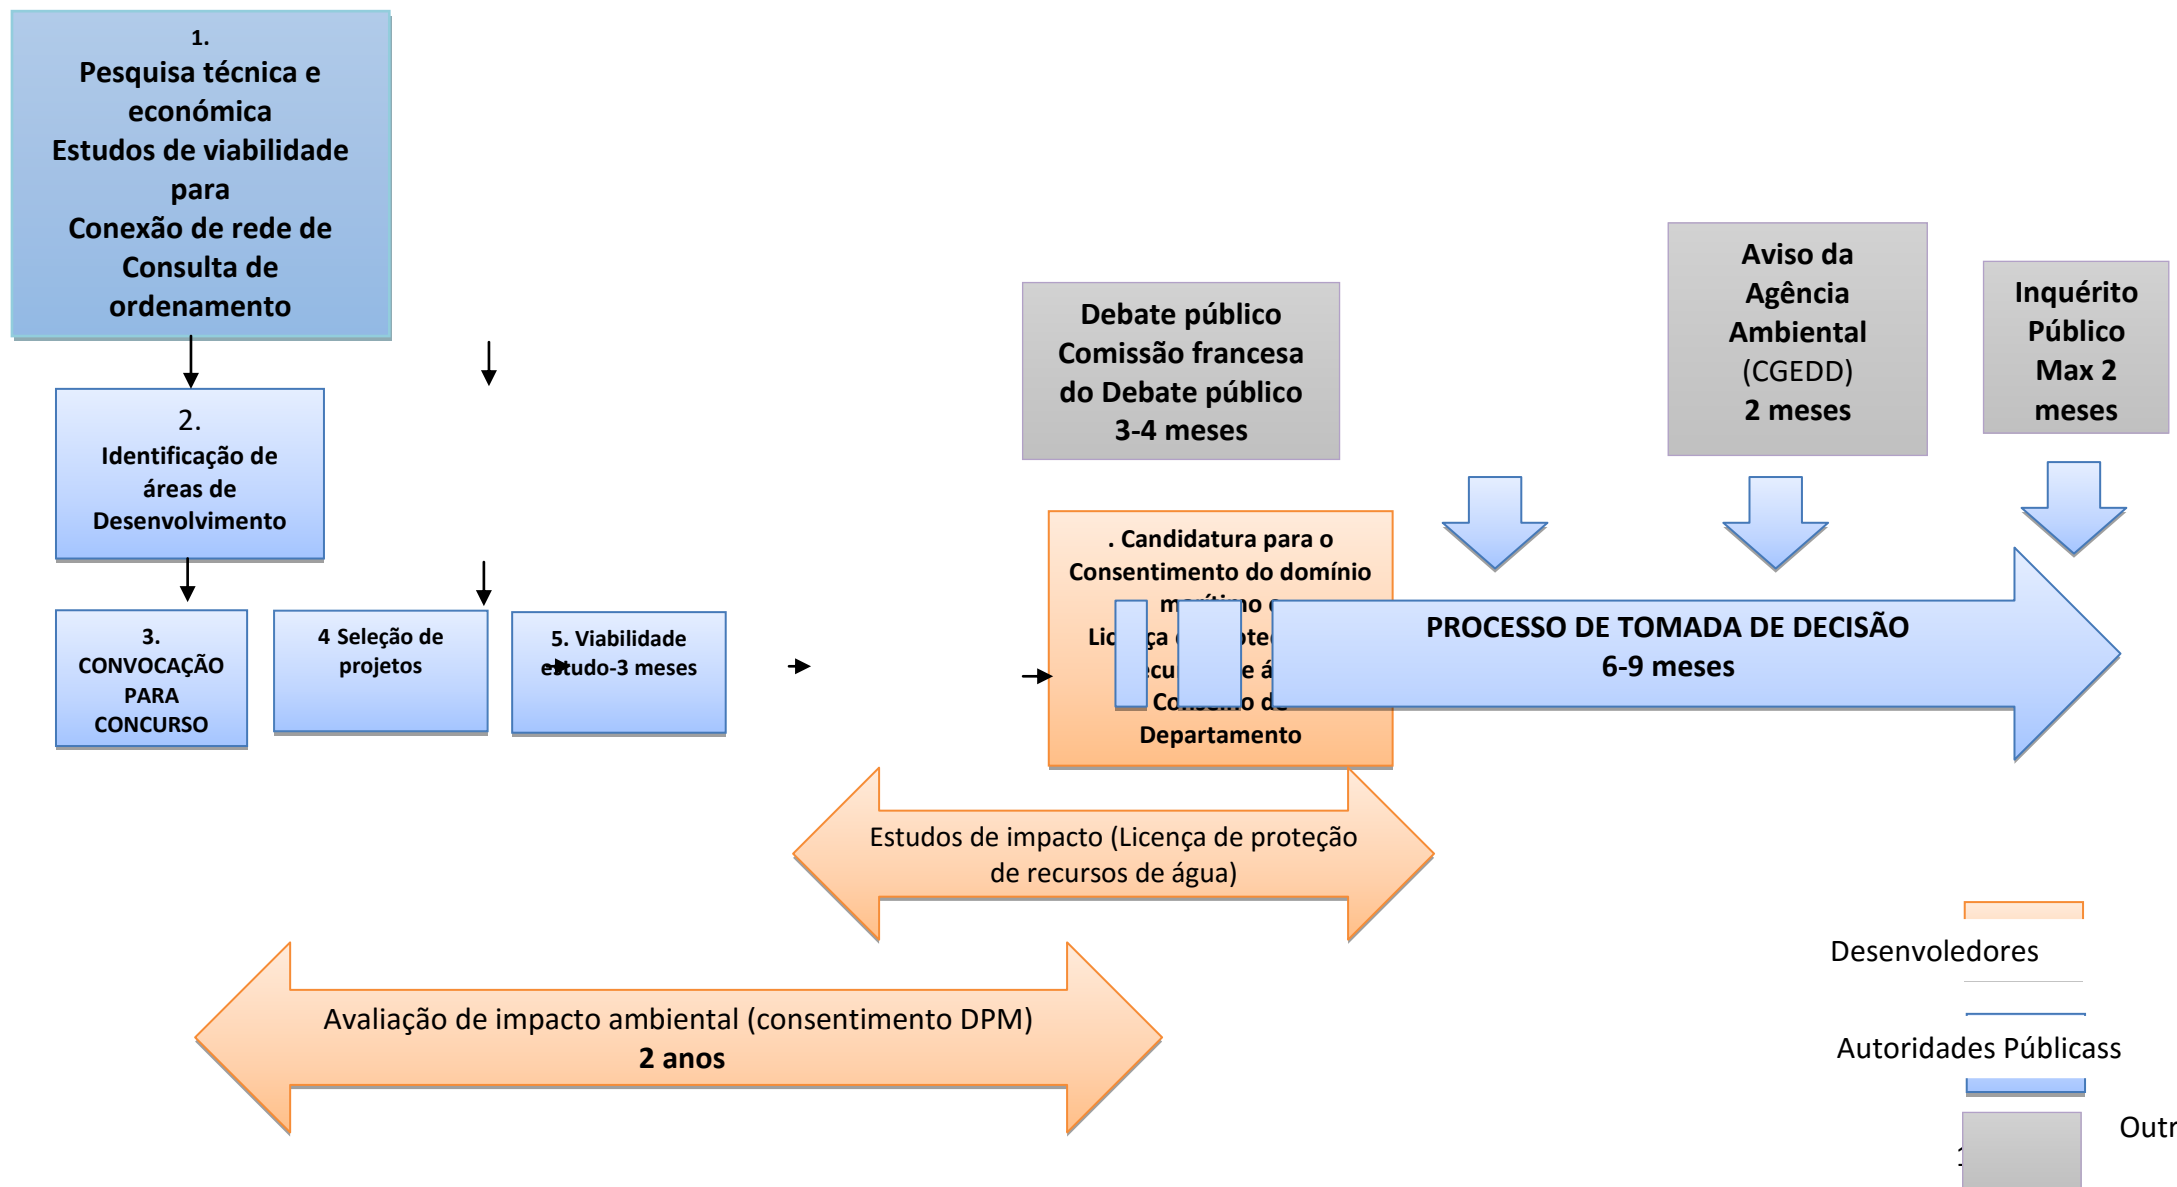 1.
Pesquisa técnica e
económica
Estudos de viabilidade
para
Conexão de rede de
Consulta de
ordenamento
2.
Identificação de
áreas de
Desenvolvimento
3.
CONVOCAÇÃO
PARA
CONCURSO
4 Seleção de
projetos
5. Viabilidade
estudo-3 meses
Debate público
Comissão francesa
do Debate público
3-4 meses
Aviso da
Agência
Ambiental
(CGEDD)
2 meses
Inquérito
Público
Max 2
meses
. Candidatura para o
Consentimento do domínio
Departamento
PROCESSO DE TOMADA DE DECISÃO
6-9 meses
Estudos de impacto (Licença de proteção
de recursos de água)
Avaliação de impacto ambiental (consentimento DPM)
2 anos
Desenvoledores
Autoridades Públicass
Outr